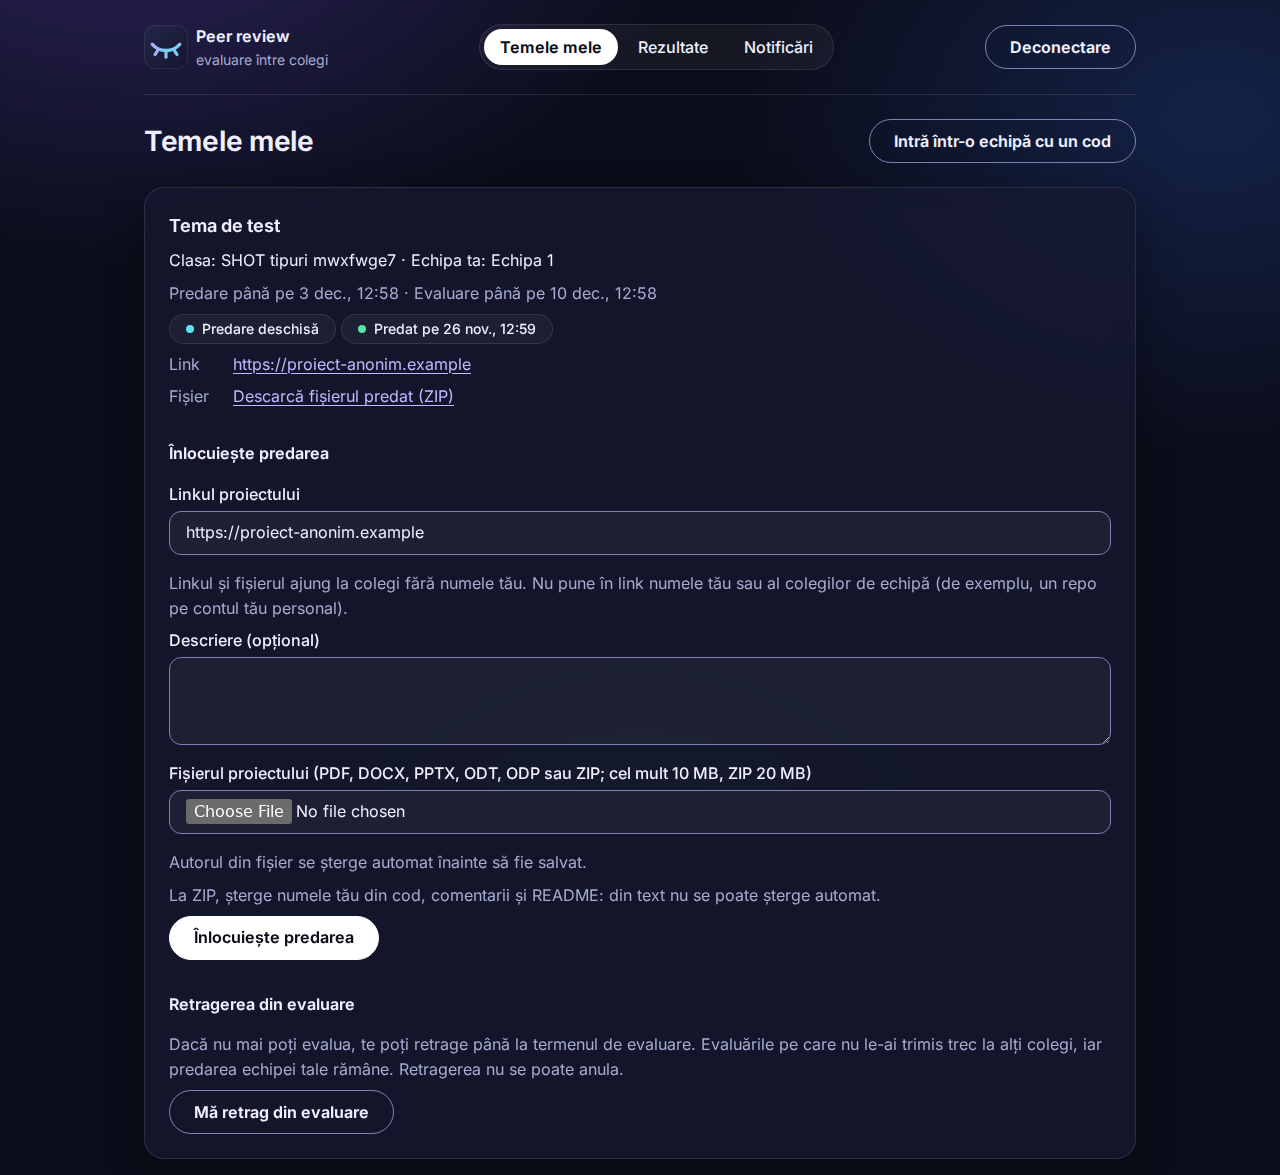 Peer review
evaluare între colegi
Temele mele
Rezultate
Notificări
Deconectare
Temele mele
Intră într-o echipă cu un cod
Tema de test
Clasa: SHOT tipuri mwxfwge7 · Echipa ta: Echipa 1
Predare până pe 3 dec., 12:58 · Evaluare până pe 10 dec., 12:58
Predare deschisă
Predat pe 26 nov., 12:59
Link https://proiect-anonim.example
Fișier Descarcă fișierul predat (ZIP)
Înlocuiește predarea
Linkul proiectului
https://proiect-anonim.example
Linkul și fișierul ajung la colegi fără numele tău. Nu pune în link numele tău sau al colegilor de echipă (de exemplu, un repo
pe contul tău personal).
Descriere (opțional)
Fișierul proiectului (PDF, DOCX, PPTX, ODT, ODP sau ZIP; cel mult 10 MB, ZIP 20 MB)
Choose File No file chosen
Autorul din fișier se șterge automat înainte să fie salvat.
La ZIP, șterge numele tău din cod, comentarii și README: din text nu se poate șterge automat.
Înlocuiește predarea
Retragerea din evaluare
Dacă nu mai poți evalua, te poți retrage până la termenul de evaluare. Evaluările pe care nu le-ai trimis trec la alți colegi, iar
predarea echipei tale rămâne. Retragerea nu se poate anula.
Mă retrag din evaluare